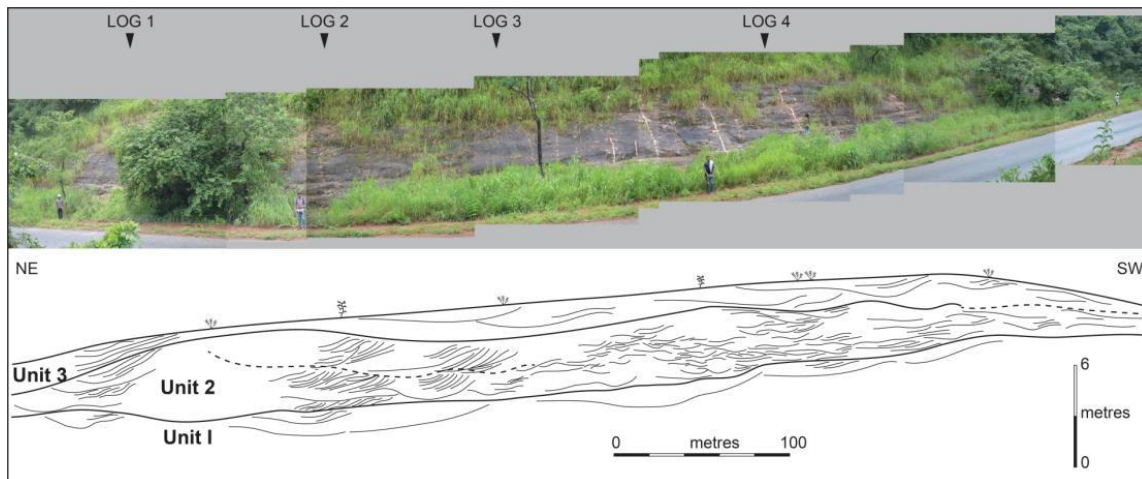 LOG 1 LOG 2 LOG 3 LOG 4
NE SW
Unit 3
Unit 2
Unit I
0 metres 100
6
metres
0